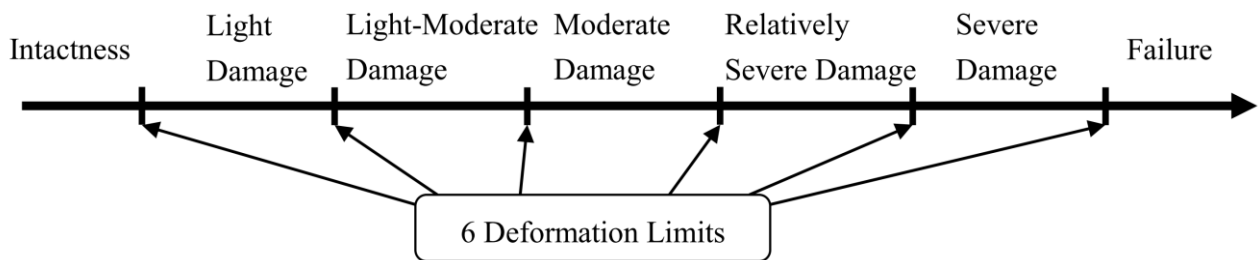 Intactness
Light
Damage
Light-Moderate
Damage
Moderate
Damage
Relatively
Severe Damage
Severe
Damage
Failure
6 Deformation Limits